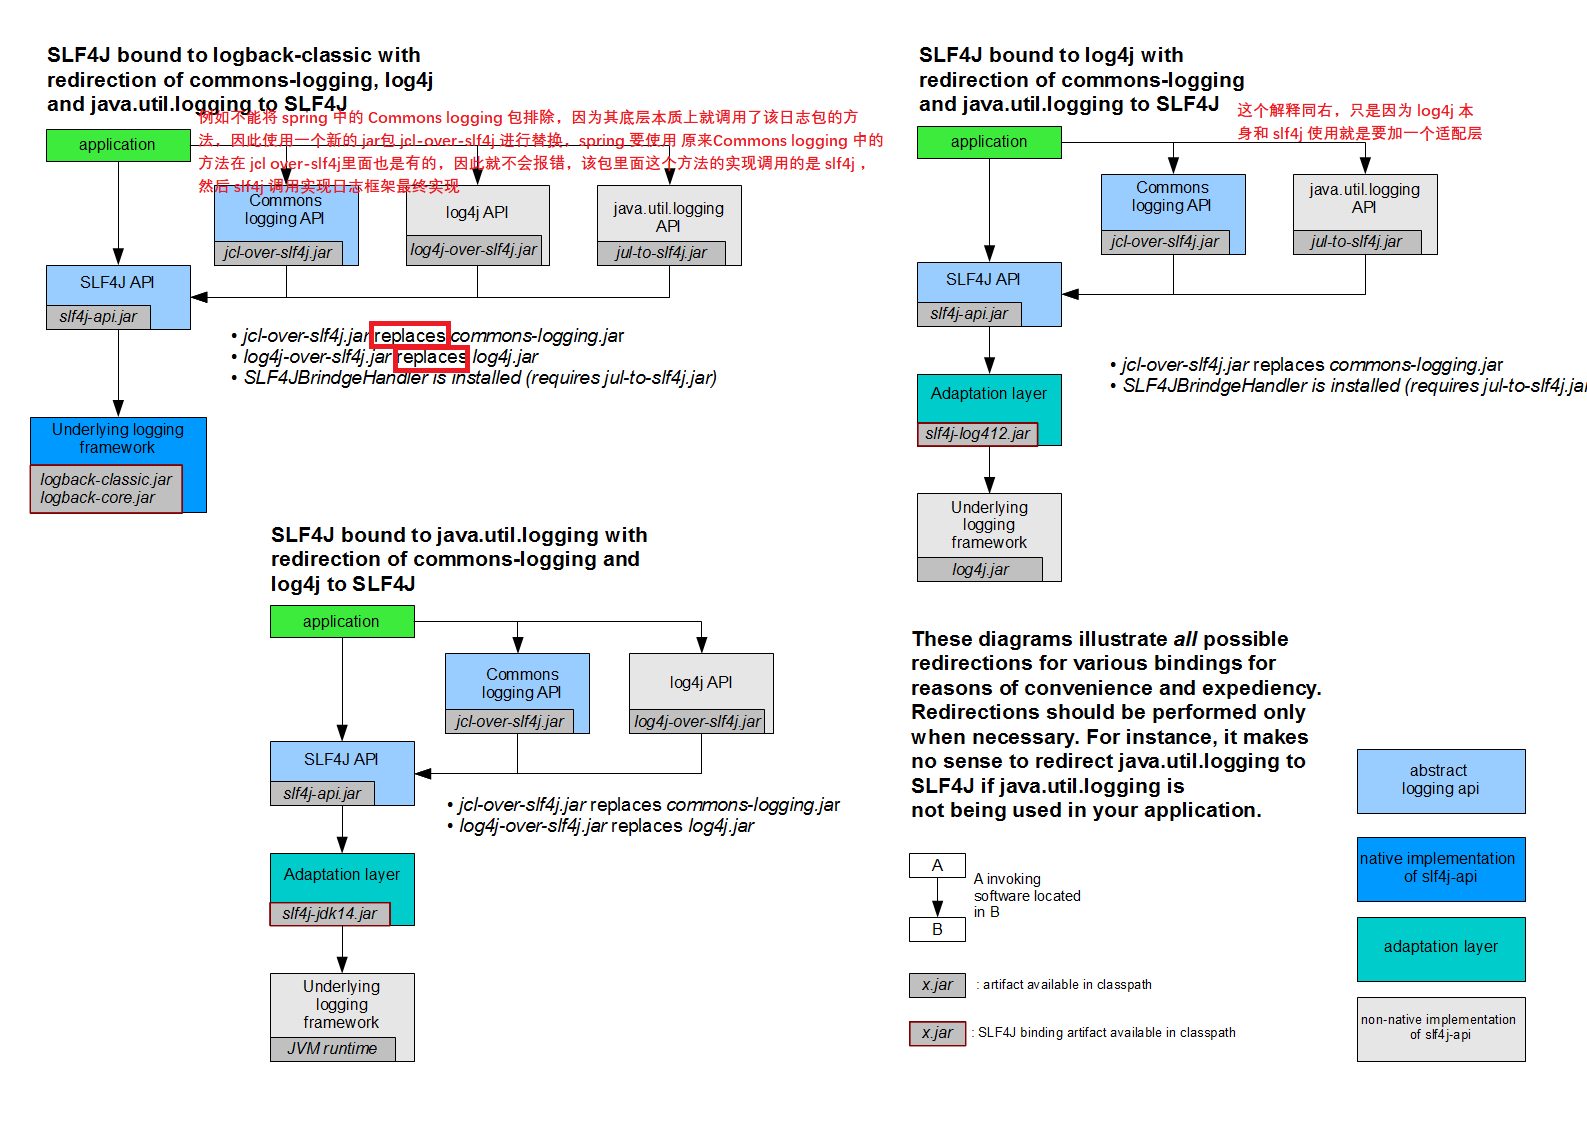 SLF4J bound to logback-classic with
redirection of commons-logging, log4j
and java.util.logging to SLF4J
例如不能将 spring 中的 Commons logging 包排除，因为其底层本质上就调用了该日志包的方
法，因此使用一个新的 jar包 jcl-over-slf4j 进行替换，spring 要使用 原来Commons logging 中的
方法在 jcl over-slf4j里面也是有的，因此就不会报错，该包里面这个方法的实现调用的是 slf4j ，
然后 slf4j 调用实现日志框架最终实现
application
Commons
logging API
jcl-over-slf4j.jar
log4j API
log4j-over-slf4j.jar
java.util.logging
API
jul-to-slf4j.jar
SLF4J API
slf4j-api.jar
• jcl-over-slf4j.jar replaces commons-logging.jar
• log4j-over-slf4j.jar replaces log4j.jar
• SLF4JBrindgeHandler is installed (requires jul-to-slf4j.jar)
Underlying logging
framework
logback-classic.jar
logback-core.jar
SLF4J bound to log4j with
redirection of commons-logging
and java.util.logging to SLF4J
这个解释同右，只是因为 log4j 本
身和 slf4j 使用就是要加一个适配层
application
Commons
logging API
jcl-over-slf4j.jar
java.util.logging
API
jul-to-slf4j.jar
SLF4J API
slf4j-api.jar
• jcl-over-slf4j.jar replaces commons-logging.jar
• SLF4JBrindgeHandler is installed (requires jul-to-slf4j.jar
Adaptation layer
slf4j-log412.jar
Underlying
logging
framework
log4j.jar
SLF4J bound to java.util.logging with
redirection of commons-logging and
log4j to SLF4J
application
Commons
logging API
jcl-over-slf4j.jar
log4j API
log4j-over-slf4j.jar
SLF4J API
slf4j-api.jar
• jcl-over-slf4j.jar replaces commons-logging.jar
• log4j-over-slf4j.jar replaces log4j.jar
Adaptation layer
slf4j-jdk14.jar
Underlying
logging
framework
JVM runtime
These diagrams illustrate all possible
redirections for various bindings for
reasons of convenience and expediency.
Redirections should be performed only
when necessary. For instance, it makes
no sense to redirect java.util.logging to
SLF4J if java.util.logging is
not being used in your application.
A
A invoking
software located
in B
B
x.jar
: artifact available in classpath
x.jar
: SLF4J binding artifact available in classpath
abstract
logging api
native implementation
of slf4j-api
adaptation layer
non-native implementation
of slf4j-api